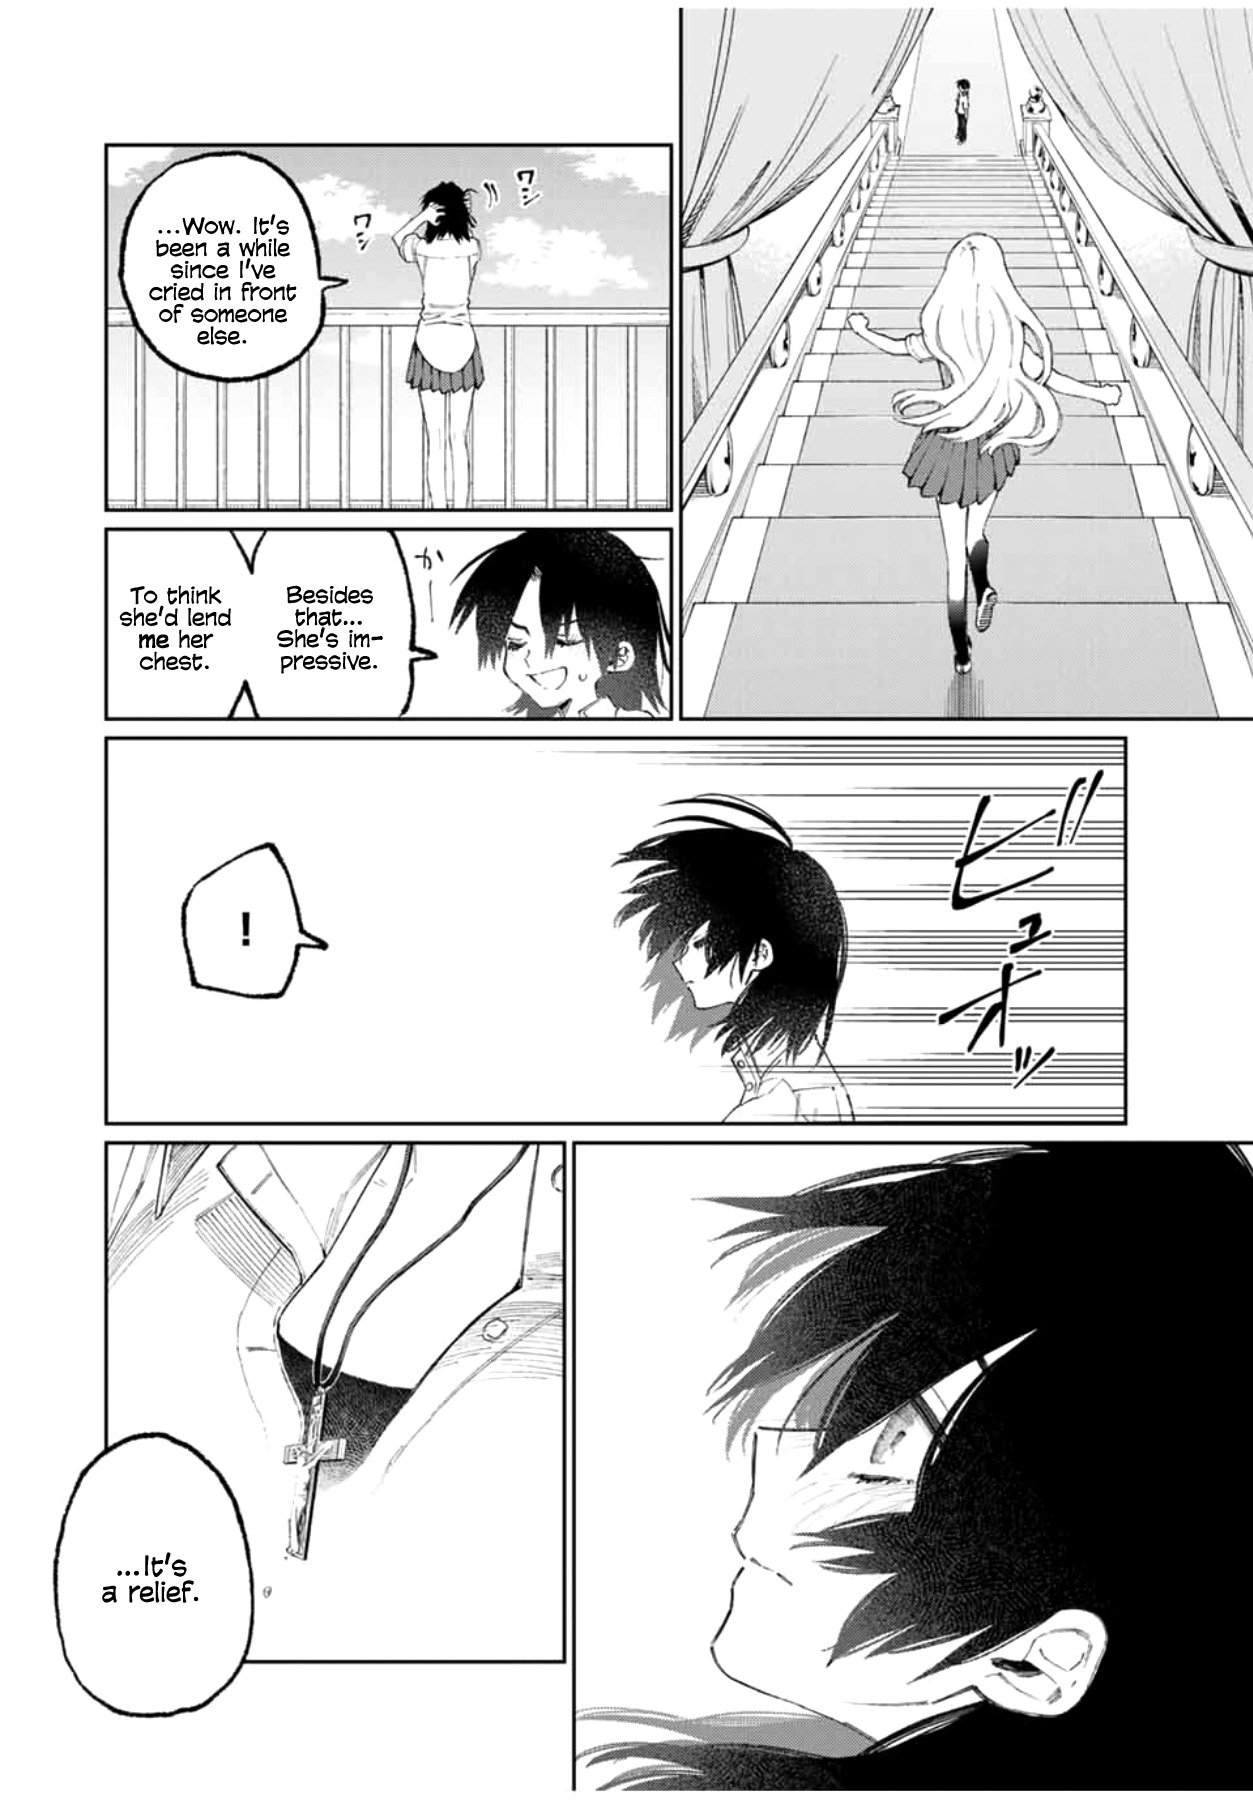 ...Wow. It's
been a while
since I've
cried in front
of someone
else.
ワシ
ワシ
Besides
that...
She's im-
pressive.
かー
To think
she'd lend
me her
chest.
ビュオッ
!
...It's
a relief.